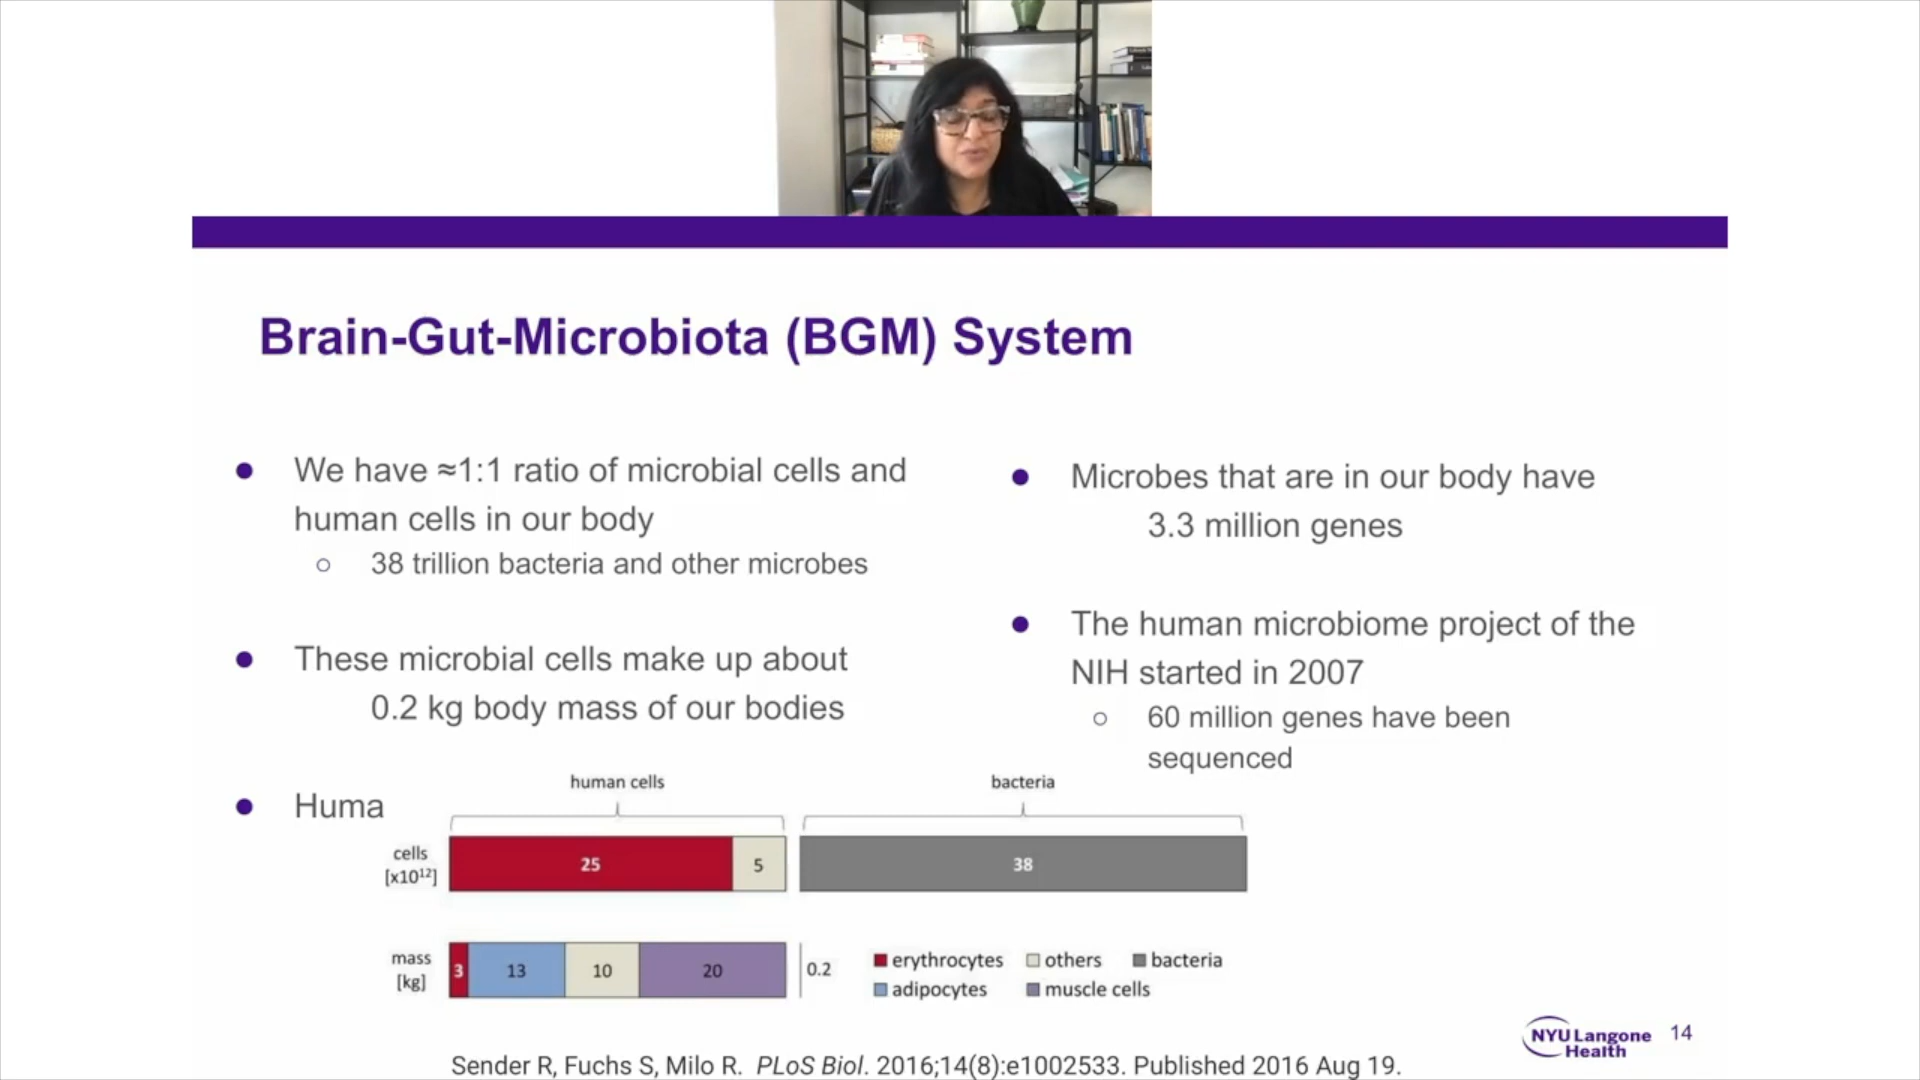 Brain-Gut-Microbiota (BGM) System
● We have ≈1:1 ratio of microbial cells and
human cells in our body
○ 38 trillion bacteria and other microbes
● These microbial cells make up about
0.2 kg body mass of our bodies
● Huma
● Microbes that are in our body have
3.3 million genes
● The human microbiome project of the
NIH started in 2007
○ 60 million genes have been
sequenced
human cells
bacteria
cells
[x10¹²]
25 5 38
mass
[kg]
3 13 10 20 0.2
erythrocytes others bacteria
adipocytes muscle cells
NYU Langone
Health
14
Sender R, Fuchs S, Milo R. PLoS Biol. 2016;14(8):e1002533. Published 2016 Aug 19.